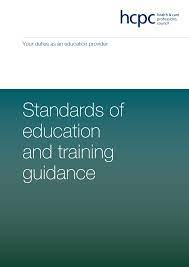 hcpc
health & care
professions
council
Your duties as an education provider
Standards of
education
and training
guidance